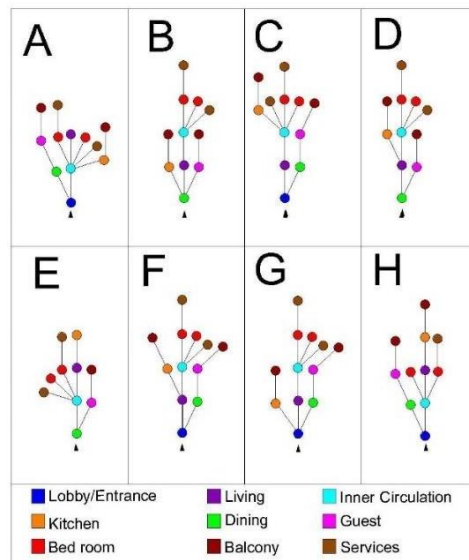 A B C D
E F G H
Lobby/Entrance Living Inner Circulation
Kitchen Dining Guest
Bed room Balcony Services